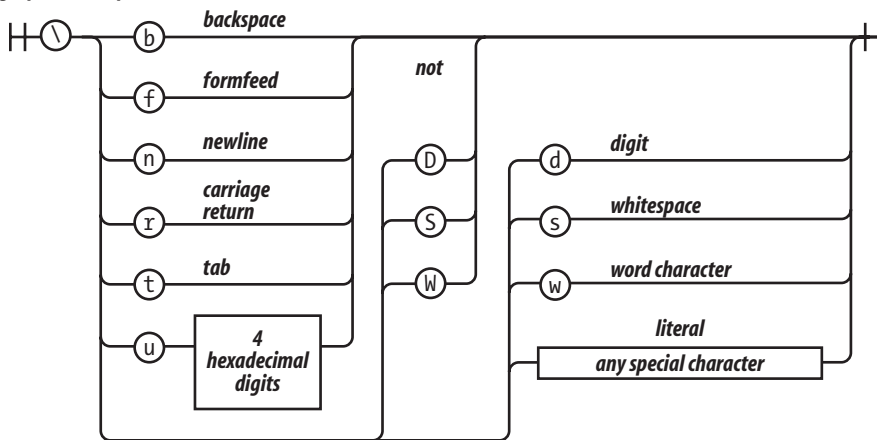 \
b backspace
not
f formfeed
n newline
D
d digit
r carriage
return
S
s whitespace
t tab
W
w word character
u 4
hexadecimal
digits
literal
any special character